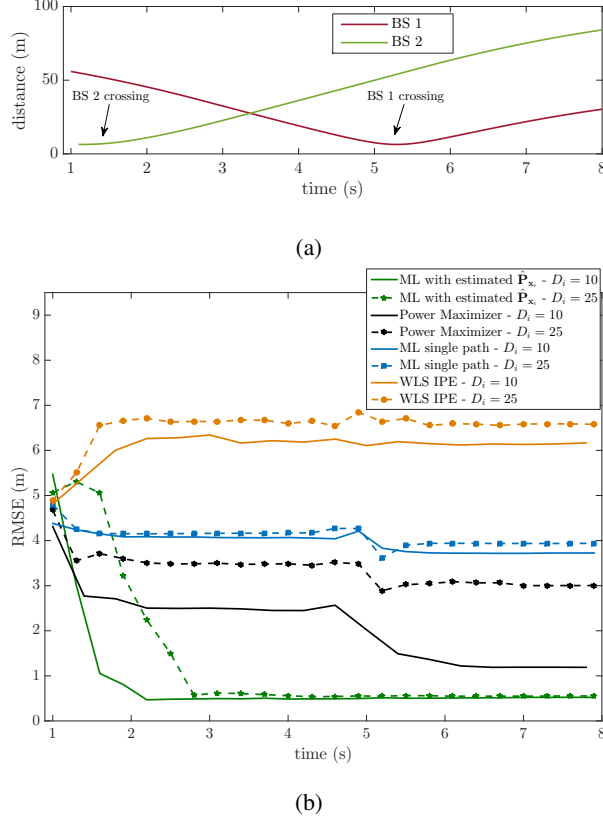 BS 1
BS 2
100
50
0
distance (m)
BS 2 crossing
BS 1 crossing
1 2 3 4 5 6 7 8
time (s)
(a)
ML with estimated P̂ₓᵢ - Dᵢ = 10
ML with estimated P̂ₓᵢ - Dᵢ = 25
Power Maximizer - Dᵢ = 10
Power Maximizer - Dᵢ = 25
ML single path - Dᵢ = 10
ML single path - Dᵢ = 25
WLS IPE - Dᵢ = 10
WLS IPE - Dᵢ = 25
9
8
7
6
5
4
3
2
1
0
RMSE (m)
1 2 3 4 5 6 7 8
time (s)
(b)